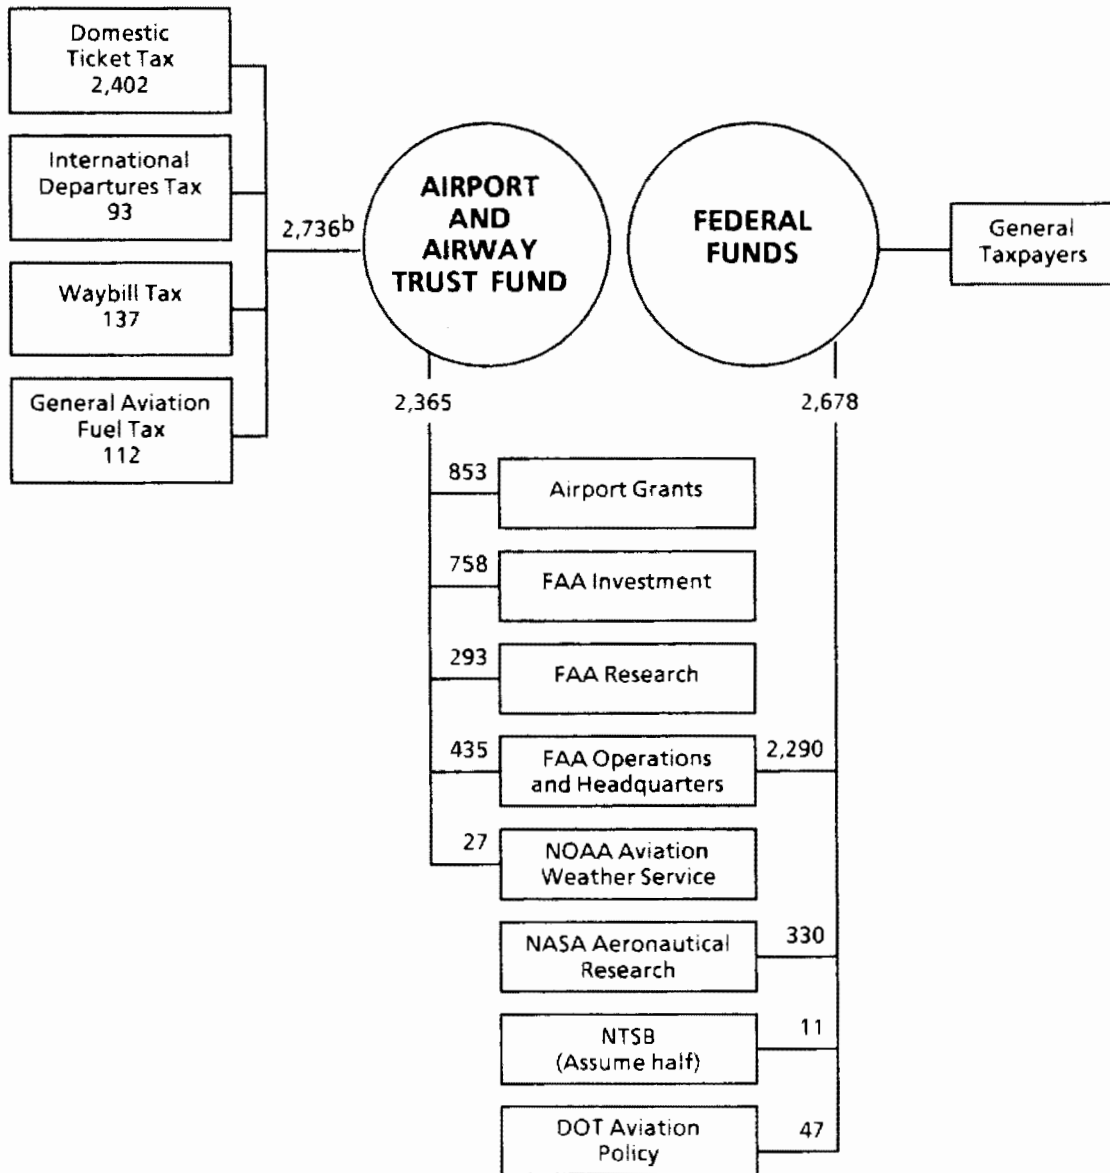 Domestic
Ticket Tax
2,402
International
Departures Tax
93
Waybill Tax
137
General Aviation
Fuel Tax
112
2,736b
AIRPORT
AND
AIRWAY
TRUST FUND
FEDERAL
FUNDS
General
Taxpayers
2,365
2,678
853
Airport Grants
758
FAA Investment
293
FAA Research
435
FAA Operations
and Headquarters
2,290
27
NOAA Aviation
Weather Service
NASA Aeronautical
Research
330
NTSB
(Assume half)
11
DOT Aviation
Policy
47